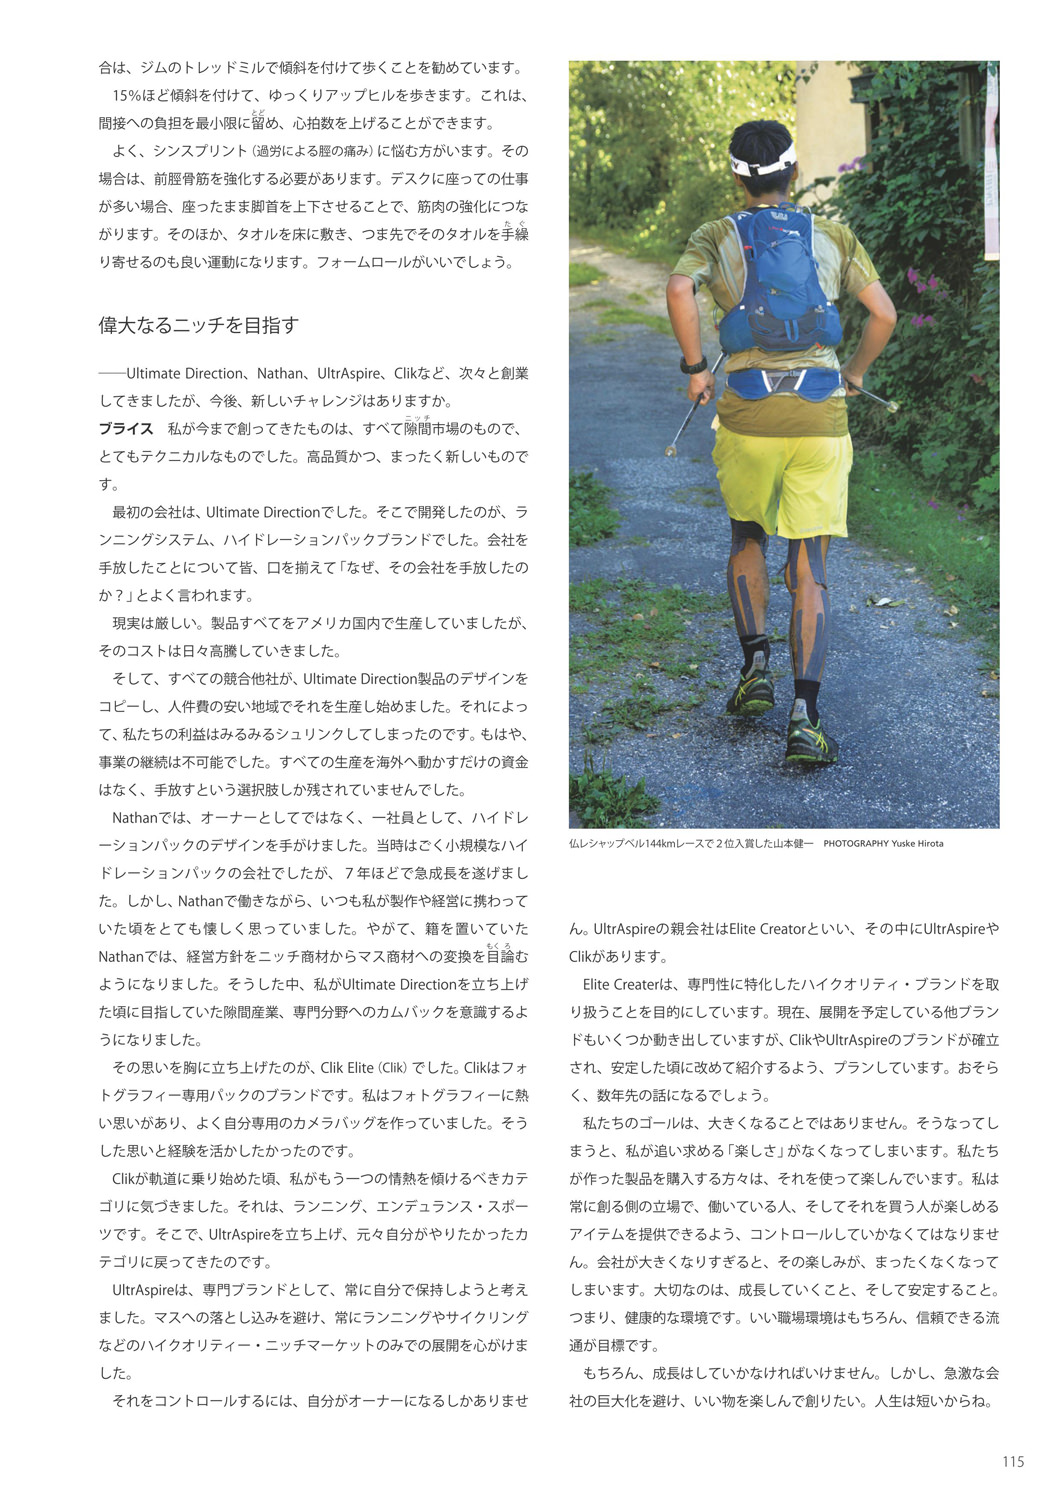 合は、ジムのトレッドミルで傾斜を付けて歩くことを勧めています。
15%ほど傾斜を付けて、ゆっくりアップヒルを歩きます。これは、
間接への負担を最小限に留め、心拍数を上げることができます。
よく、シンスプリント（過労による脛の痛み）に悩む方がいます。その
場合は、前脛骨筋を強化する必要があります。デスクに座っての仕事
が多い場合、座ったまま脚首を上下させることで、筋肉の強化につな
がります。そのほか、タオルを床に敷き、つま先でそのタオルを手繰
り寄せるのも良い運動になります。フォームロールがいいでしょう。
偉大なるニッチを目指す
──Ultimate Direction、Nathan、UltrAspire、Clikなど、次々と創業
してきましたが、今後、新しいチャレンジはありますか。
ブライス　私が今まで創ってきたものは、すべて隙間市場のもので、
とてもテクニカルなものでした。高品質かつ、まったく新しいもので
す。
最初の会社は、Ultimate Directionでした。そこで開発したのが、ラ
ンニングシステム、ハイドレーションパックブランドでした。会社を
手放したことについて皆、口を揃えて「なぜ、その会社を手放したの
か？」とよく言われます。
現実は厳しい。製品すべてをアメリカ国内で生産していましたが、
そのコストは日々高騰していきました。
そして、すべての競合他社が、Ultimate Direction製品のデザインを
コピーし、人件費の安い地域でそれを生産し始めました。それによっ
て、私たちの利益はみるみるシュリンクしてしまったのです。もはや、
事業の継続は不可能でした。すべての生産を海外へ動かすだけの資金
はなく、手放すという選択肢しか残されていませんでした。
Nathanでは、オーナーとしてではなく、一社員として、ハイドレ
ーションパックのデザインを手がけました。当時はごく小規模なハイ
ドレーションパックの会社でしたが、７年ほどで急成長を遂げまし
た。しかし、Nathanで働きながら、いつも私が製作や経営に携わって
いた頃をとても懐しく思っていました。やがて、籍を置いていた
Nathanでは、経営方針をニッチ商材からマス商材への変換を目論む
ようになりました。そうした中、私がUltimate Directionを立ち上げ
た頃に目指していた隙間産業、専門分野へのカムバックを意識するよ
うになりました。
その思いを胸に立ち上げたのが、Clik Elite（Clik）でした。Clikはフォ
トグラフィー専用パックのブランドです。私はフォトグラフィーに熱
い思いがあり、よく自分専用のカメラバッグを作っていました。そう
した思いと経験を活かしたかったのです。
Clikが軌道に乗り始めた頃、私がもう一つの情熱を傾けるべきカテ
ゴリに気づきました。それは、ランニング、エンデュランス・スポー
ツです。そこで、UltrAspireを立ち上げ、元々自分がやりたかったカ
テゴリに戻ってきたのです。
UltrAspireは、専門ブランドとして、常に自分で保持しようと考え
ました。マスへの落とし込みを避け、常にランニングやサイクリング
などのハイクオリティー・ニッチマーケットのみでの展開を心がけま
した。
それをコントロールするには、自分がオーナーになるしかありませ
仏レシャップベル144kmレースで２位入賞した山本健一　PHOTOGRAPHY Yuske Hirota
ん。UltrAspireの親会社はElite Creatorといい、その中にUltrAspireや
Clikがあります。
Elite Createrは、専門性に特化したハイクオリティ・ブランドを取
り扱うことを目的にしています。現在、展開を予定している他ブラン
ドもいくつか動き出していますが、ClikやUltrAspireのブランドが確立
され、安定した頃に改めて紹介するよう、プランしています。おそら
く、数年先の話になるでしょう。
私たちのゴールは、大きくなることではありません。そうなってし
まうと、私が追い求める「楽しさ」がなくなってしまいます。私たち
が作った製品を購入する方々は、それを使って楽しんでいます。私は
常に創る側の立場で、働いている人、そしてそれを買う人が楽しめる
アイテムを提供できるよう、コントロールしていかなくてはなりませ
ん。会社が大きくなりすぎると、その楽しみが、まったくなくなって
しまいます。大切なのは、成長していくこと、そして安定すること。
つまり、健康的な環境です。いい職場環境はもちろん、信頼できる流
通が目標です。
もちろん、成長はしていかなければいけません。しかし、急激な会
社の巨大化を避け、いい物を楽しんで創りたい。人生は短いからね。
115